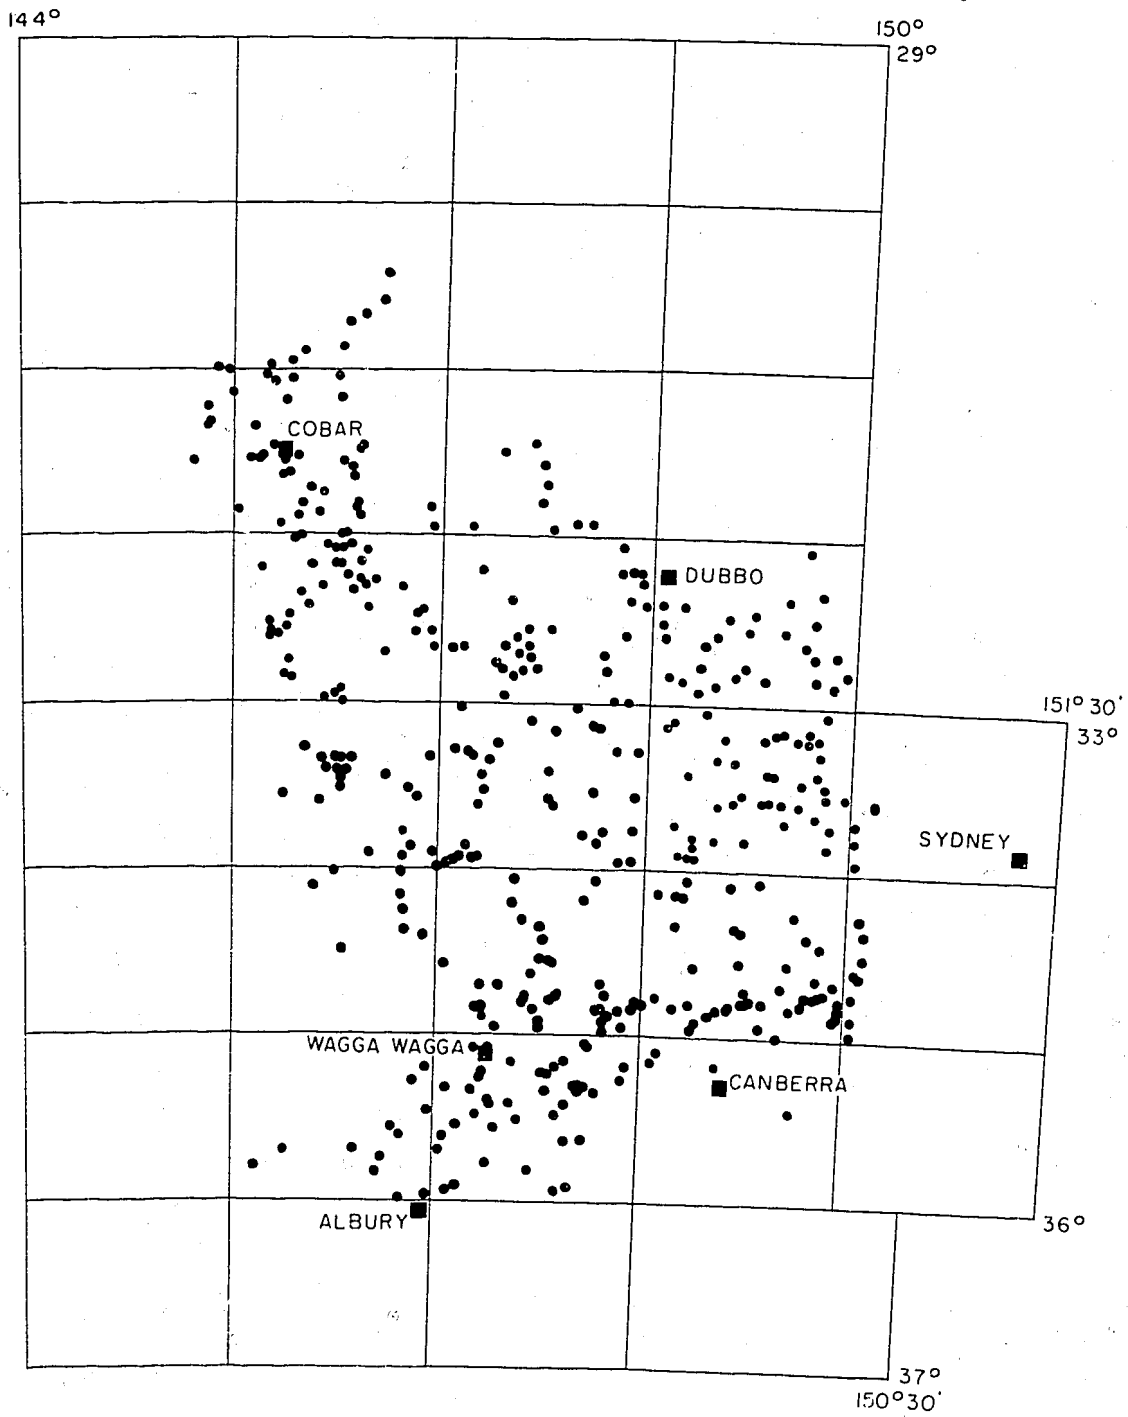 144°
150°
29°
COBAR
DUBBO
151° 30'
33°
SYDNEY
WAGGA WAGGA
CANBERRA
ALBURY
36°
37°
150° 30'